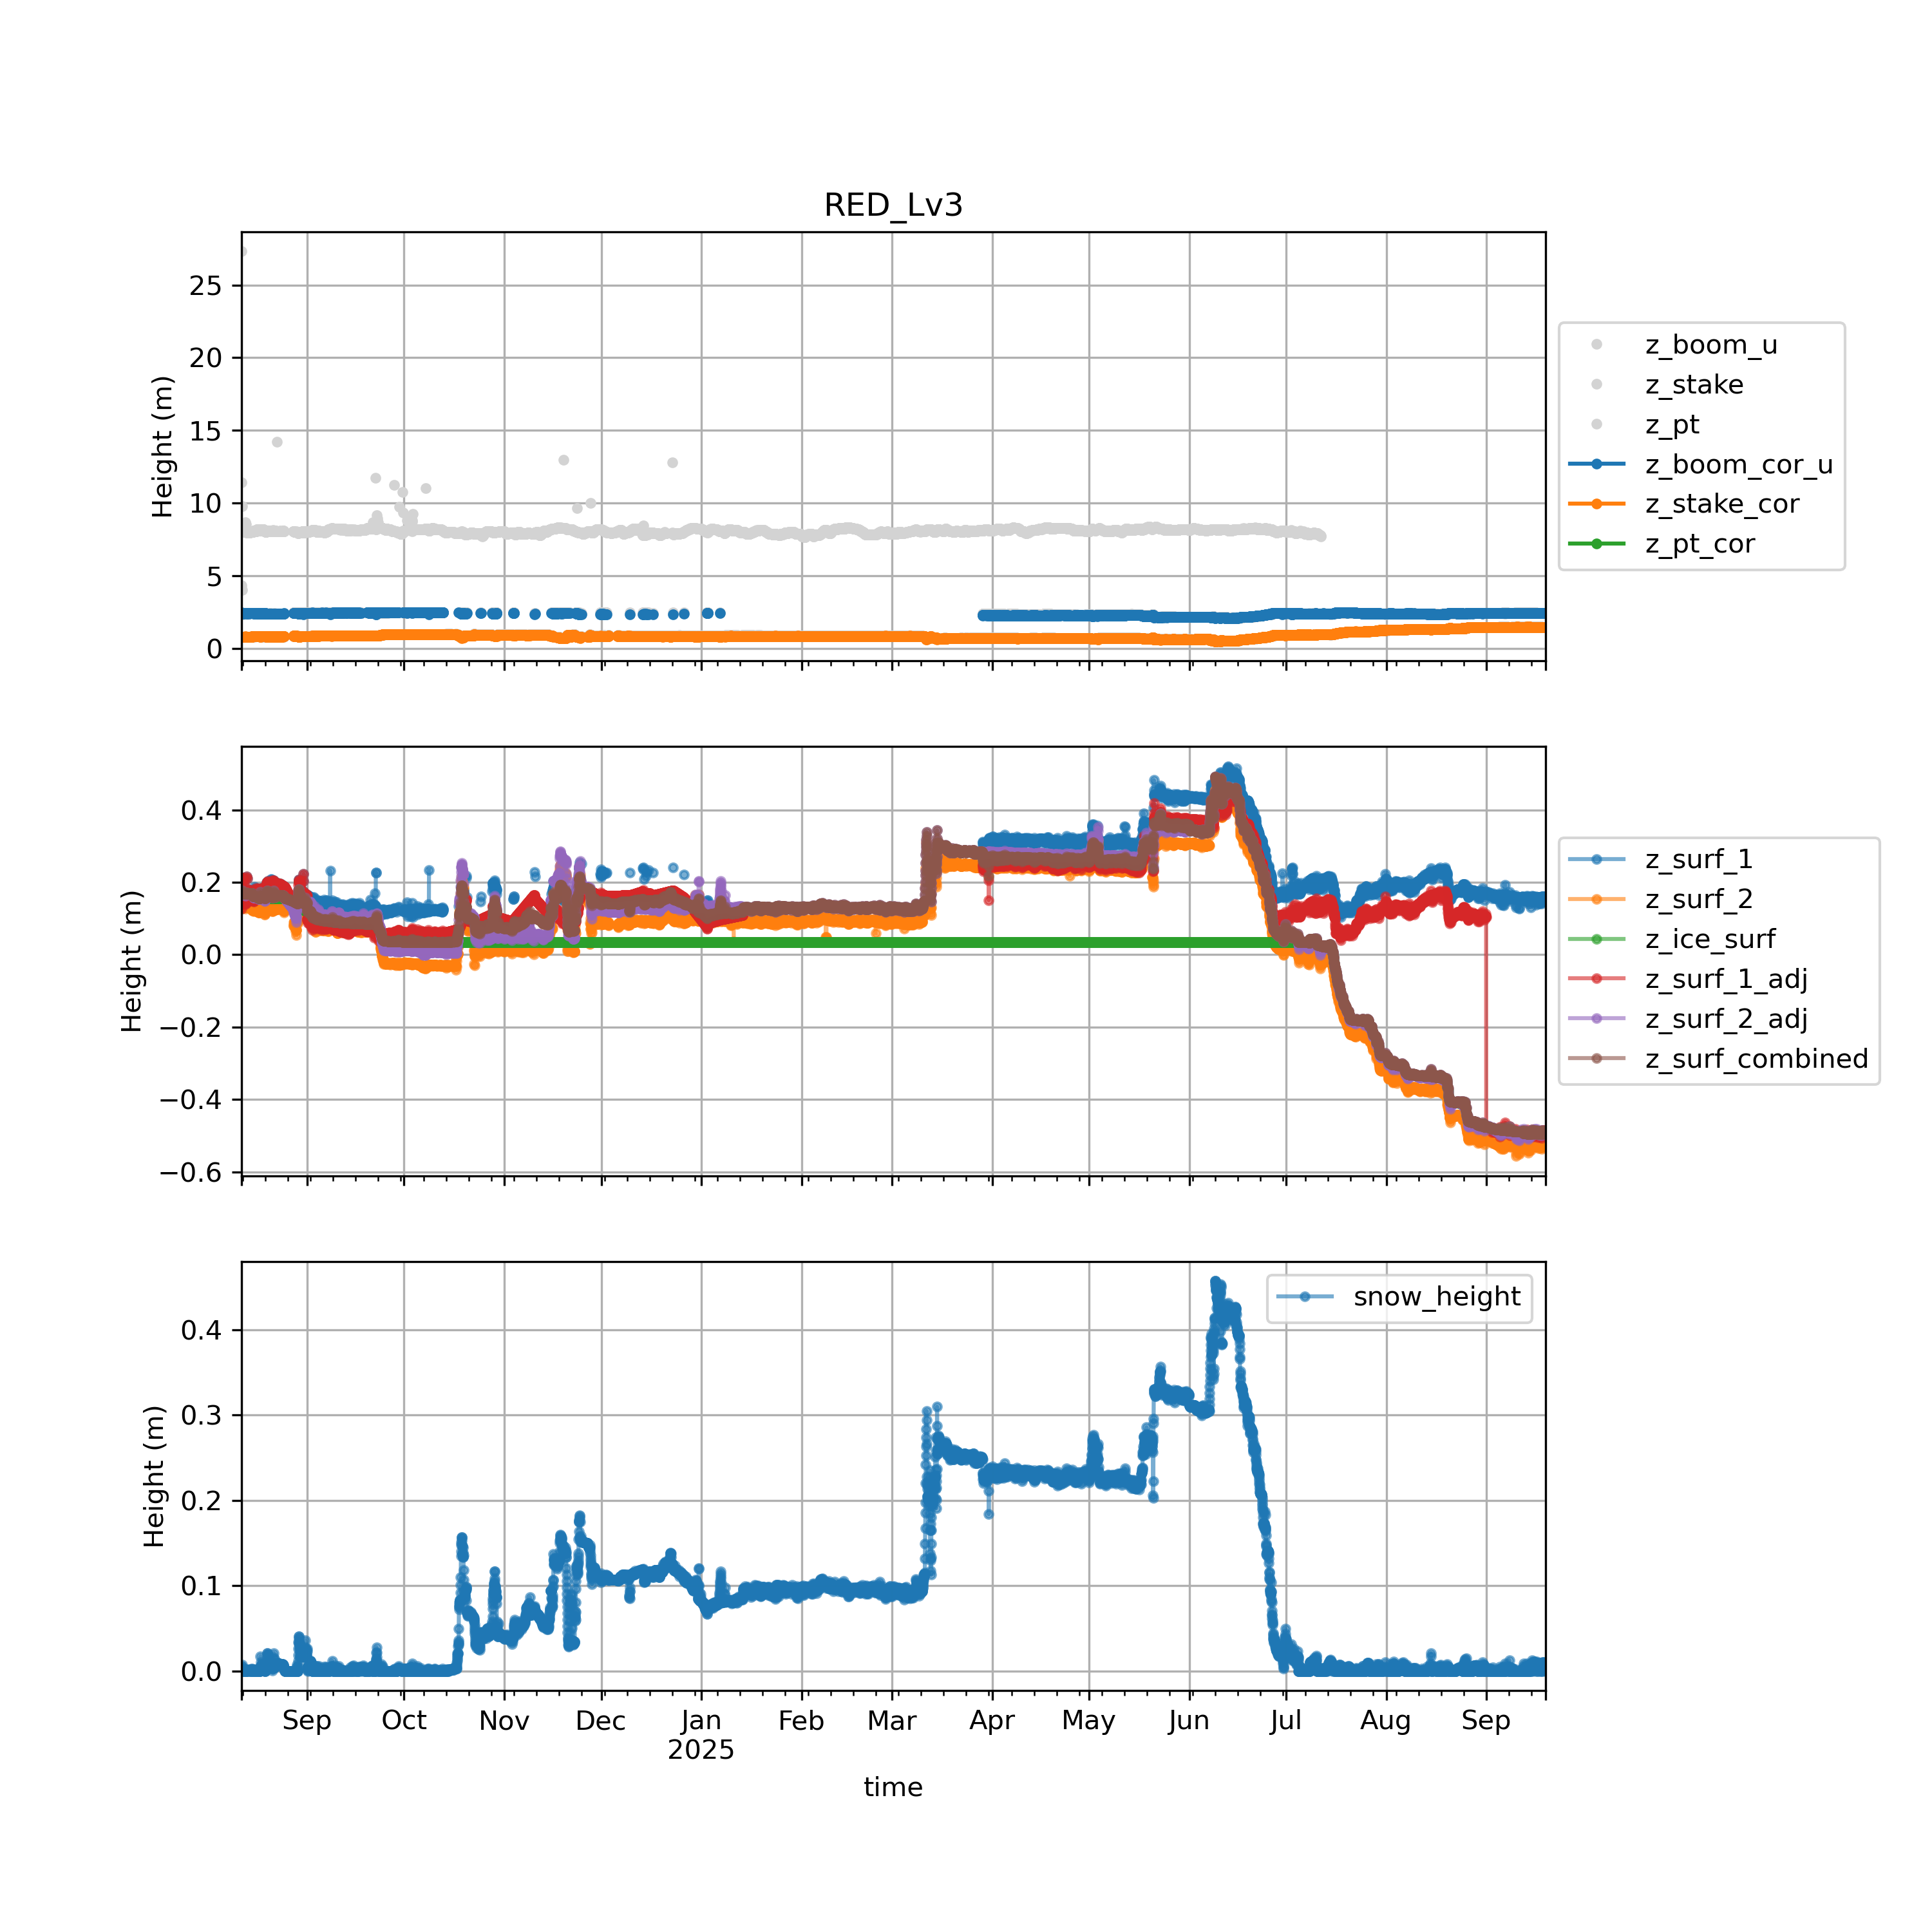 RED_Lv3
25
20
15
10
5
0
Height (m)
z_boom_u
z_stake
z_pt
z_boom_cor_u
z_stake_cor
z_pt_cor
0.4
0.2
0.0
−0.2
−0.4
−0.6
Height (m)
z_surf_1
z_surf_2
z_ice_surf
z_surf_1_adj
z_surf_2_adj
z_surf_combined
0.4
0.3
0.2
0.1
0.0
Height (m)
snow_height
Sep Oct Nov Dec Jan Feb Mar Apr May Jun Jul Aug Sep
2025
time